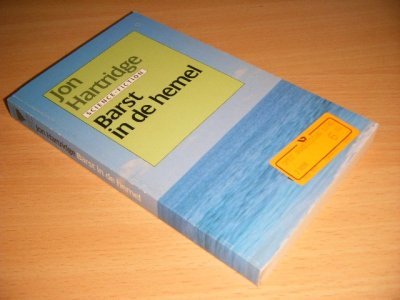 Jon
Hartridge
SCIENCE FICTION
Barst
in de hemel
Jon Hartridge Barst in de hemel